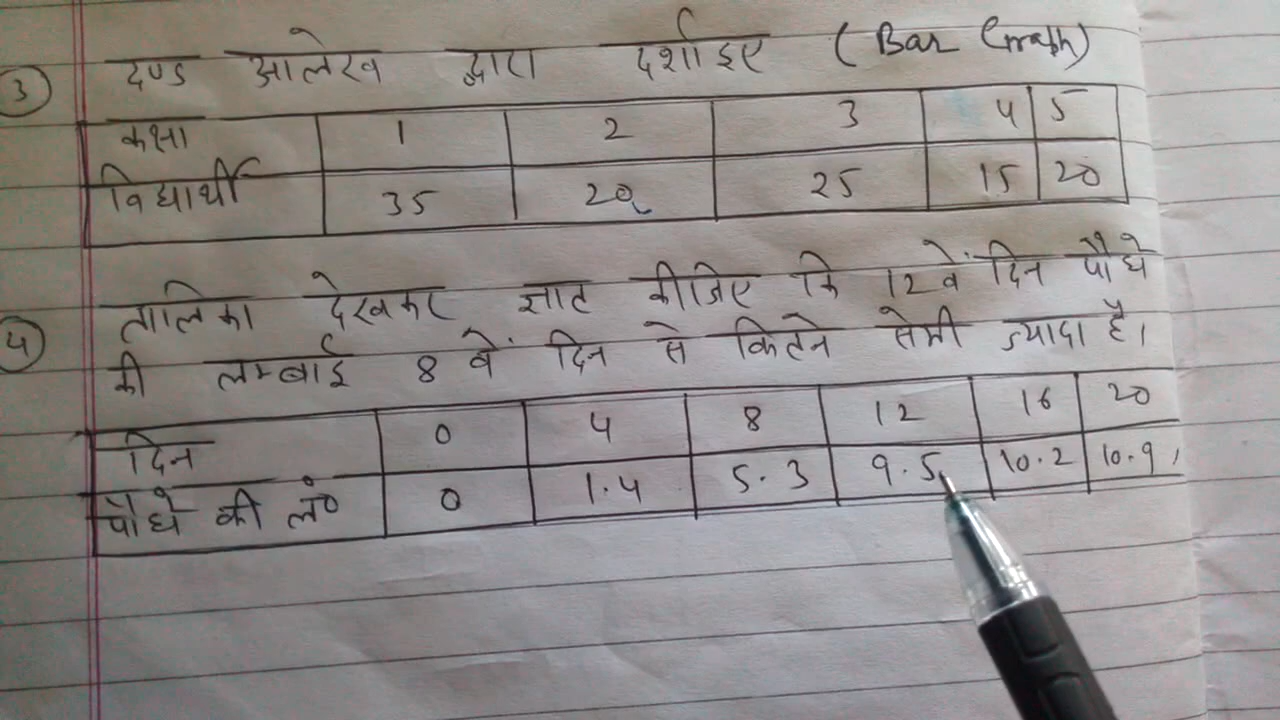 3 दण्ड आलेख द्वारा दर्शाइए (Bar Graph)
कक्षा 1 2 3 4 5
विद्यार्थी 35 20 25 15 20
4 तालिका देखकर ज्ञात कीजिए कि 12 वें दिन पौधे
की लम्बाई 8 वें दिन से कितने सेमी ज्यादा है।
दिन 0 4 8 12 16 20
पौधे की लं० 0 1.4 5.3 9.5 10.2 10.9